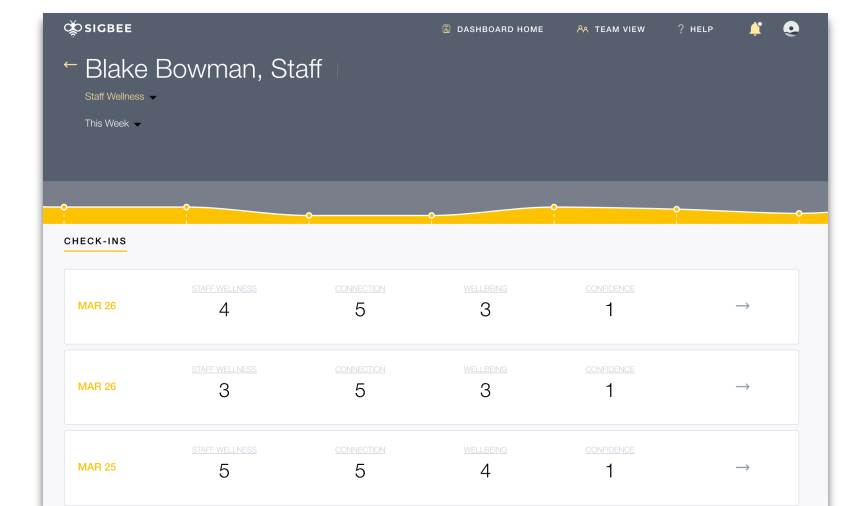 SIGBEE
DASHBOARD HOME
TEAM VIEW
? HELP
← Blake Bowman, Staff
Staff Wellness
This Week
CHECK-INS
STAFF WELLNESS CONNECTION WELLBEING CONFIDENCE
MAR 26 4 5 3 1 →
STAFF WELLNESS CONNECTION WELLBEING CONFIDENCE
MAR 26 3 5 3 1 →
STAFF WELLNESS CONNECTION WELLBEING CONFIDENCE
MAR 25 5 5 4 1 →